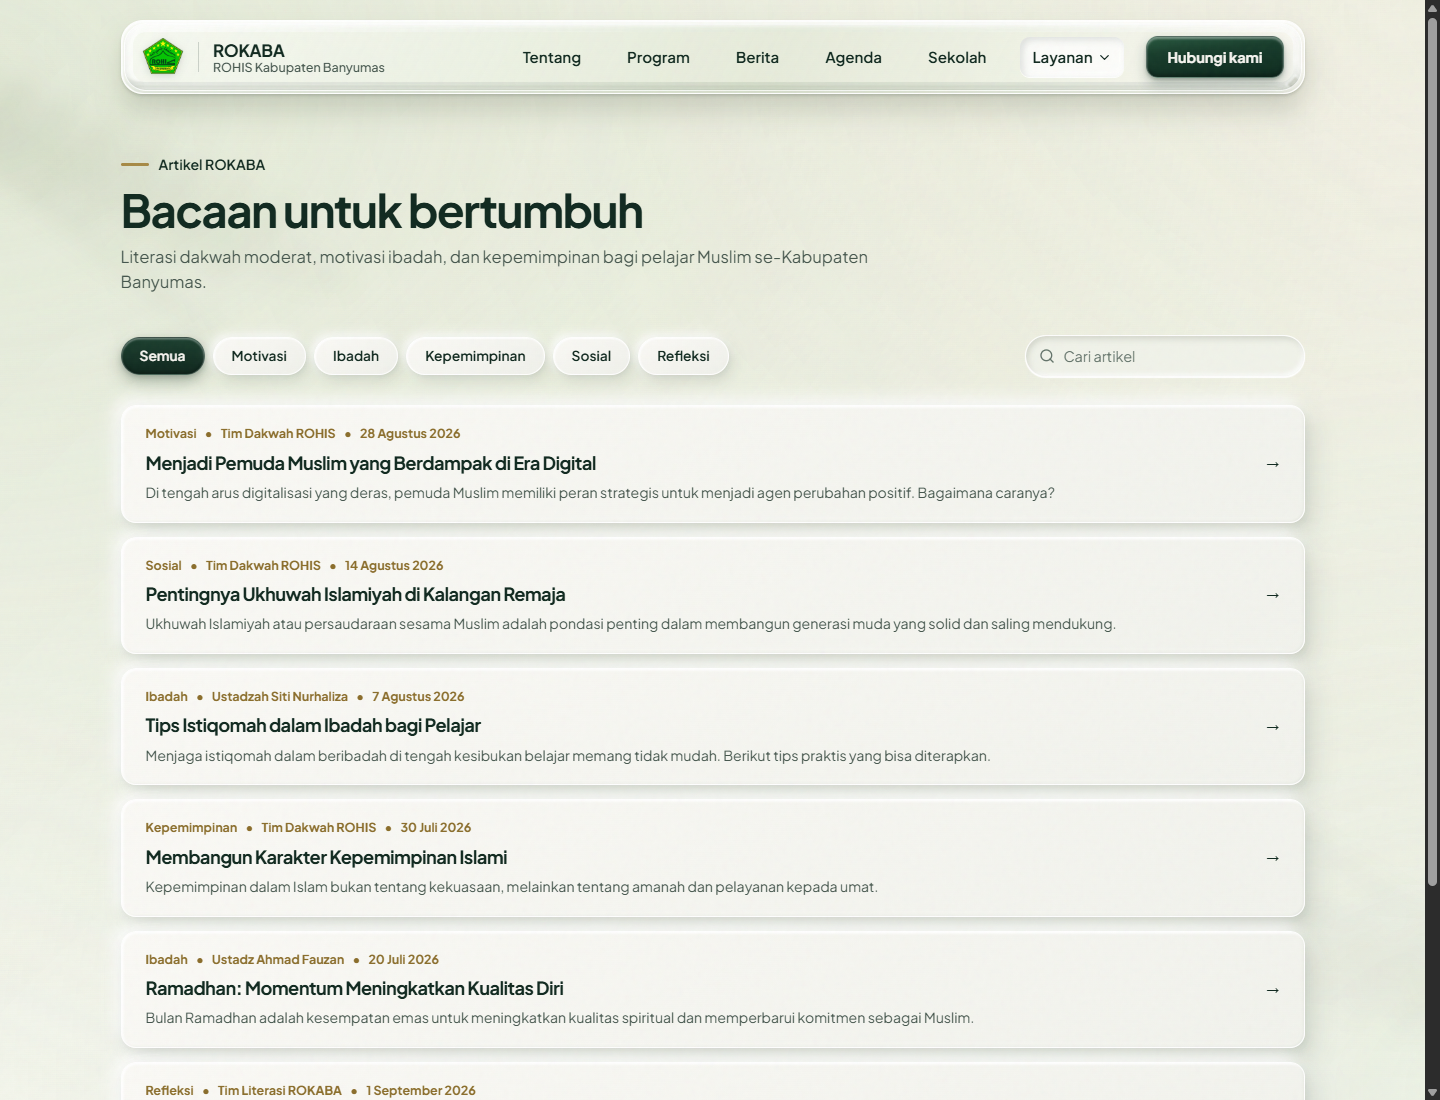 ROHIS
ROKABA
ROHIS Kabupaten Banyumas
Tentang
Program
Berita
Agenda
Sekolah
Layanan
Hubungi kami
Artikel ROKABA
Bacaan untuk bertumbuh
Literasi dakwah moderat, motivasi ibadah, dan kepemimpinan bagi pelajar Muslim se-Kabupaten
Banyumas.
Semua
Motivasi
Ibadah
Kepemimpinan
Sosial
Refleksi
Cari artikel
Motivasi • Tim Dakwah ROHIS • 28 Agustus 2026
Menjadi Pemuda Muslim yang Berdampak di Era Digital
→
Di tengah arus digitalisasi yang deras, pemuda Muslim memiliki peran strategis untuk menjadi agen perubahan positif. Bagaimana caranya?
Sosial • Tim Dakwah ROHIS • 14 Agustus 2026
Pentingnya Ukhuwah Islamiyah di Kalangan Remaja
→
Ukhuwah Islamiyah atau persaudaraan sesama Muslim adalah pondasi penting dalam membangun generasi muda yang solid dan saling mendukung.
Ibadah • Ustadzah Siti Nurhaliza • 7 Agustus 2026
Tips Istiqomah dalam Ibadah bagi Pelajar
→
Menjaga istiqomah dalam beribadah di tengah kesibukan belajar memang tidak mudah. Berikut tips praktis yang bisa diterapkan.
Kepemimpinan • Tim Dakwah ROHIS • 30 Juli 2026
Membangun Karakter Kepemimpinan Islami
→
Kepemimpinan dalam Islam bukan tentang kekuasaan, melainkan tentang amanah dan pelayanan kepada umat.
Ibadah • Ustadz Ahmad Fauzan • 20 Juli 2026
Ramadhan: Momentum Meningkatkan Kualitas Diri
→
Bulan Ramadhan adalah kesempatan emas untuk meningkatkan kualitas spiritual dan memperbarui komitmen sebagai Muslim.
Refleksi • Tim Literasi ROKABA • 1 September 2026